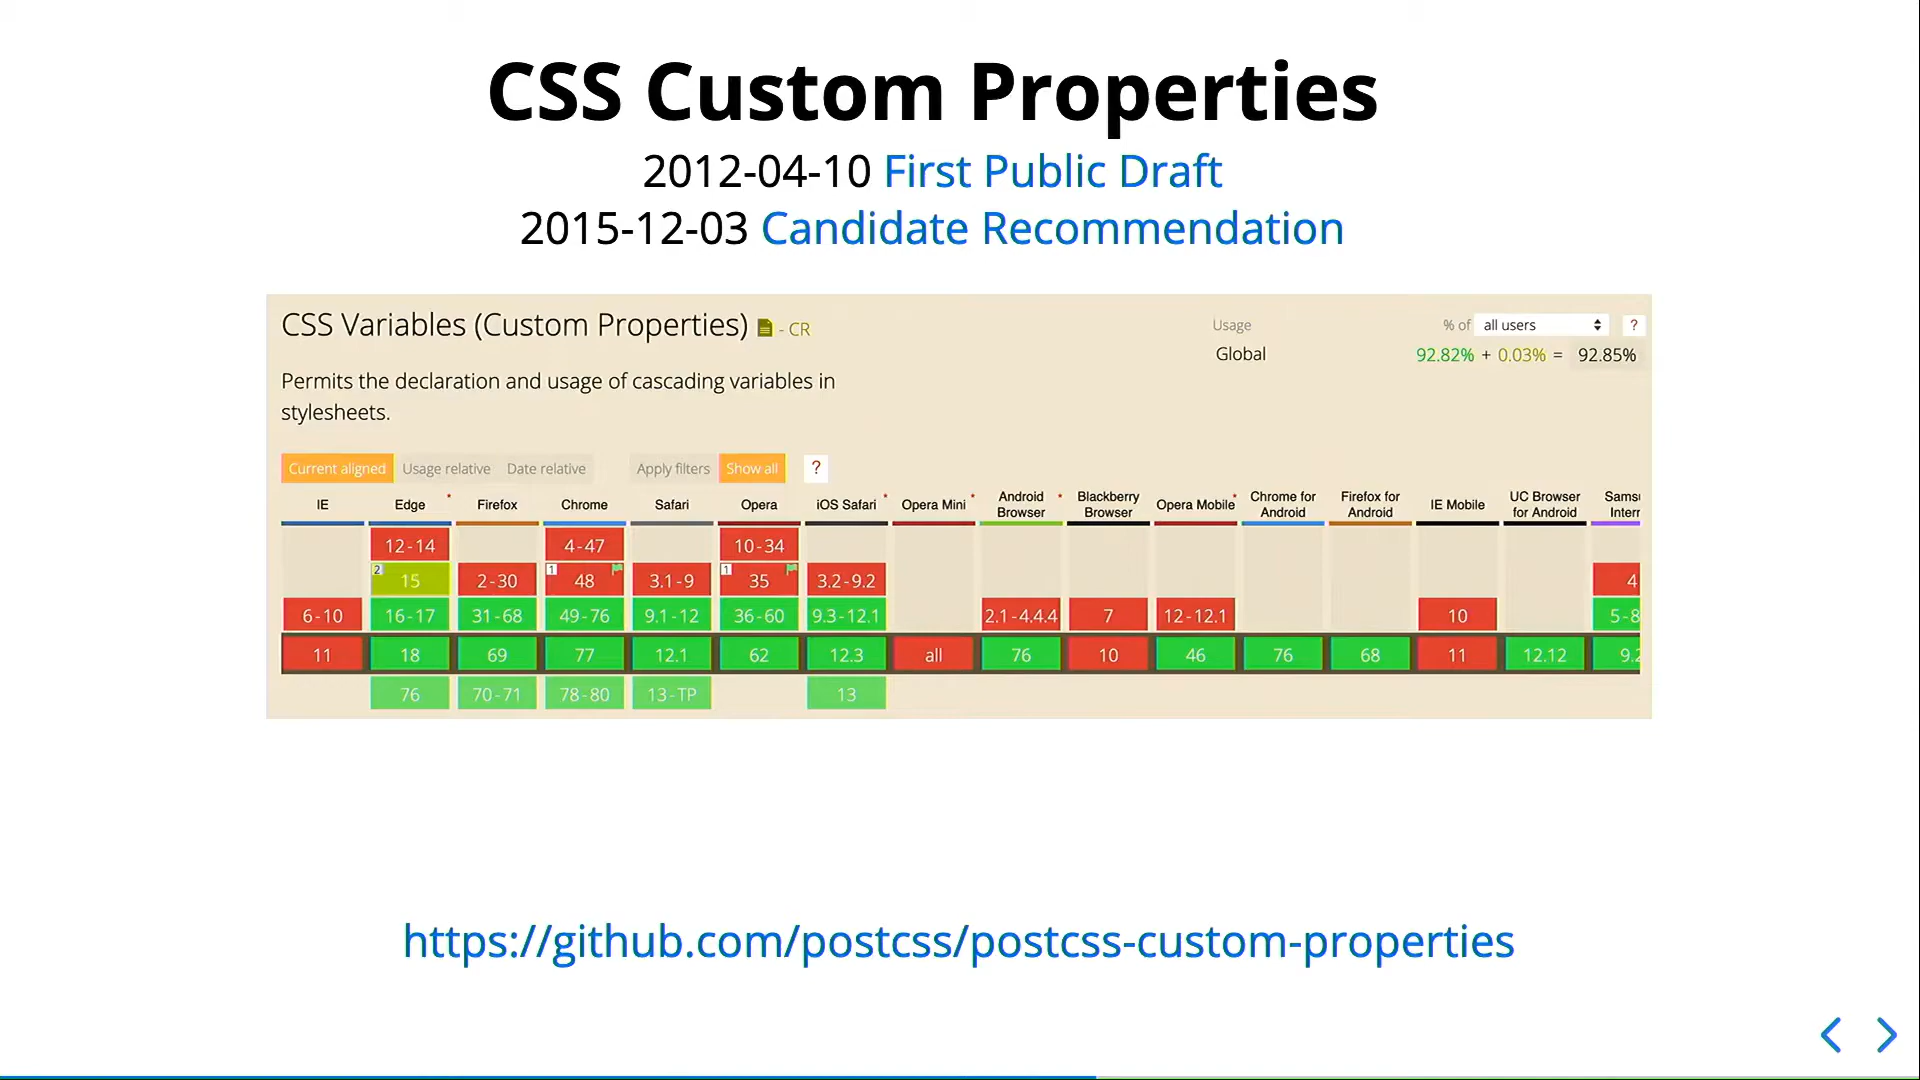 CSS Custom Properties
2012-04-10 First Public Draft
2015-12-03 Candidate Recommendation
CSS Variables (Custom Properties) - CR
Usage % of all users ?
Global 92.82% + 0.03% = 92.85%
Permits the declaration and usage of cascading variables in
stylesheets.
Current aligned Usage relative Date relative Apply filters Show all ?
IE Edge * Firefox Chrome Safari Opera iOS Safari * Opera Mini * Android Browser * Blackberry Browser Opera Mobile * Chrome for Android Firefox for Android IE Mobile UC Browser for Android
12-14 4-47 10-34
2 15 2-30 1 48 3.1-9 1 35 3.2-9.2 4
6-10 16-17 31-68 49-76 9.1-12 36-60 9.3-12.1 2.1-4.4.4 7 12-12.1 10 5-8
11 18 69 77 12.1 62 12.3 all 76 10 46 76 68 11 12.12 9.2
76 70-71 78-80 13-TP 13
https://github.com/postcss/postcss-custom-properties